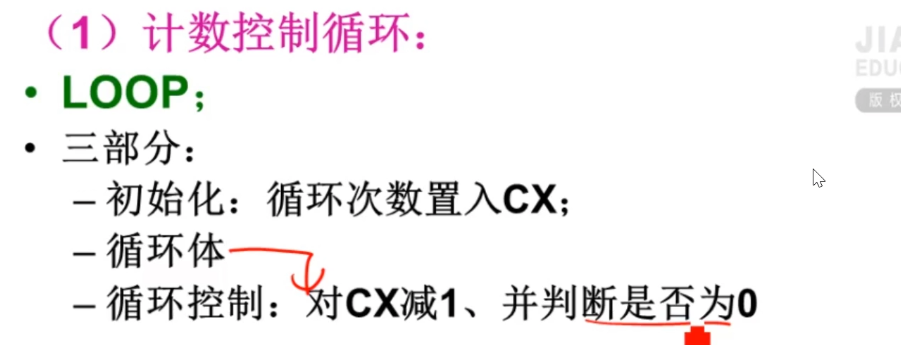 （1）计数控制循环：
JIA
EDUC
• LOOP；
版 权
• 三部分：
– 初始化：循环次数置入CX；
– 循环体
– 循环控制：对CX减1、并判断是否为0